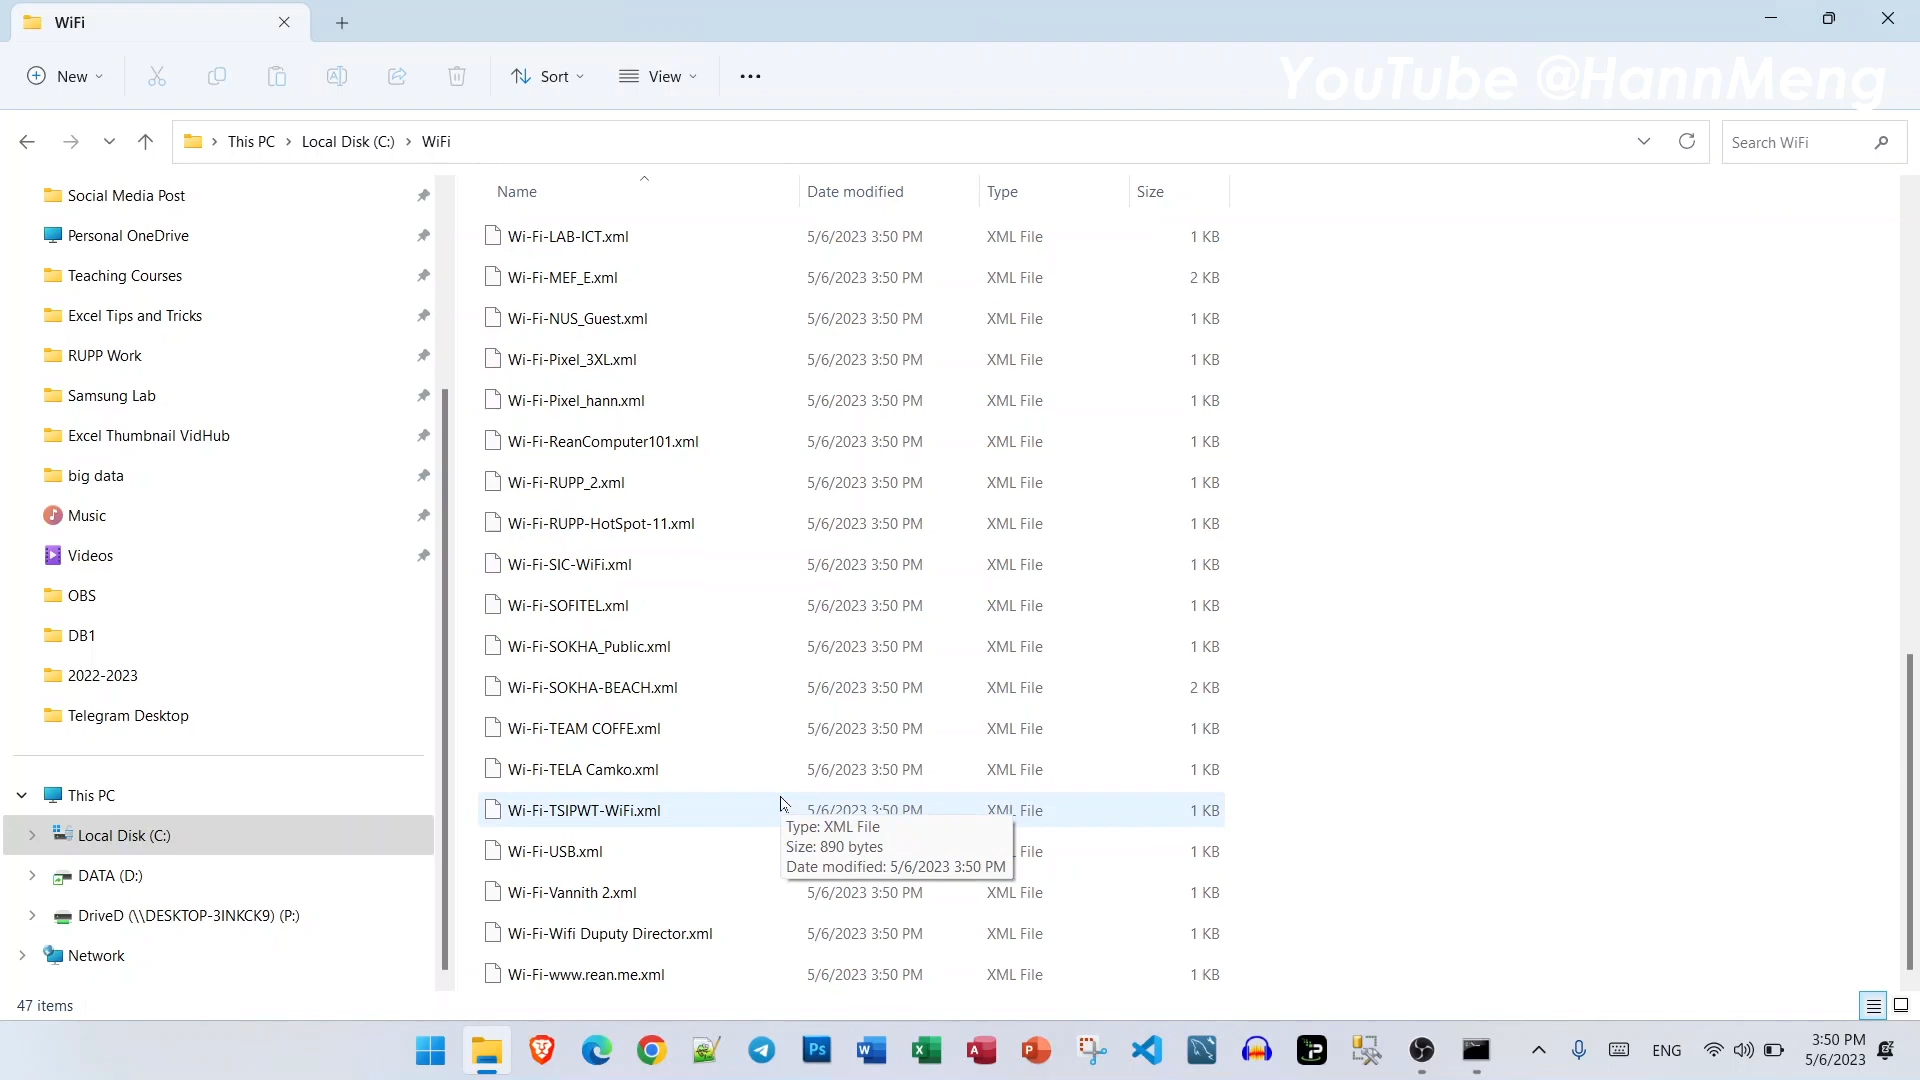 WiFi
New
Sort
View
YouTube @HannMeng
This PC
Local Disk (C:)
WiFi
Search WiFi
Social Media Post
Personal OneDrive
Teaching Courses
Excel Tips and Tricks
RUPP Work
Samsung Lab
Excel Thumbnail VidHub
big data
Music
Videos
OBS
DB1
2022-2023
Telegram Desktop
This PC
Local Disk (C:)
DATA (D:)
DriveD (\\DESKTOP-3INKCK9) (P:)
Network
Name Date modified Type Size
Wi-Fi-LAB-ICT.xml 5/6/2023 3:50 PM XML File 1 KB
Wi-Fi-MEF_E.xml 5/6/2023 3:50 PM XML File 2 KB
Wi-Fi-NUS_Guest.xml 5/6/2023 3:50 PM XML File 1 KB
Wi-Fi-Pixel_3XL.xml 5/6/2023 3:50 PM XML File 1 KB
Wi-Fi-Pixel_hann.xml 5/6/2023 3:50 PM XML File 1 KB
Wi-Fi-ReanComputer101.xml 5/6/2023 3:50 PM XML File 1 KB
Wi-Fi-RUPP_2.xml 5/6/2023 3:50 PM XML File 1 KB
Wi-Fi-RUPP-HotSpot-11.xml 5/6/2023 3:50 PM XML File 1 KB
Wi-Fi-SIC-WiFi.xml 5/6/2023 3:50 PM XML File 1 KB
Wi-Fi-SOFITEL.xml 5/6/2023 3:50 PM XML File 1 KB
Wi-Fi-SOKHA_Public.xml 5/6/2023 3:50 PM XML File 1 KB
Wi-Fi-SOKHA-BEACH.xml 5/6/2023 3:50 PM XML File 2 KB
Wi-Fi-TEAM COFFE.xml 5/6/2023 3:50 PM XML File 1 KB
Wi-Fi-TELA Camko.xml 5/6/2023 3:50 PM XML File 1 KB
Wi-Fi-TSIPWT-WiFi.xml 5/6/2023 3:50 PM XML File 1 KB
Type: XML File
Size: 890 bytes
Date modified: 5/6/2023 3:50 PM
Wi-Fi-USB.xml L File 1 KB
Wi-Fi-Vannith 2.xml 5/6/2023 3:50 PM XML File 1 KB
Wi-Fi-Wifi Duputy Director.xml 5/6/2023 3:50 PM XML File 1 KB
Wi-Fi-www.rean.me.xml 5/6/2023 3:50 PM XML File 1 KB
47 items
Ps
W
X
A
P
ENG
3:50 PM
5/6/2023